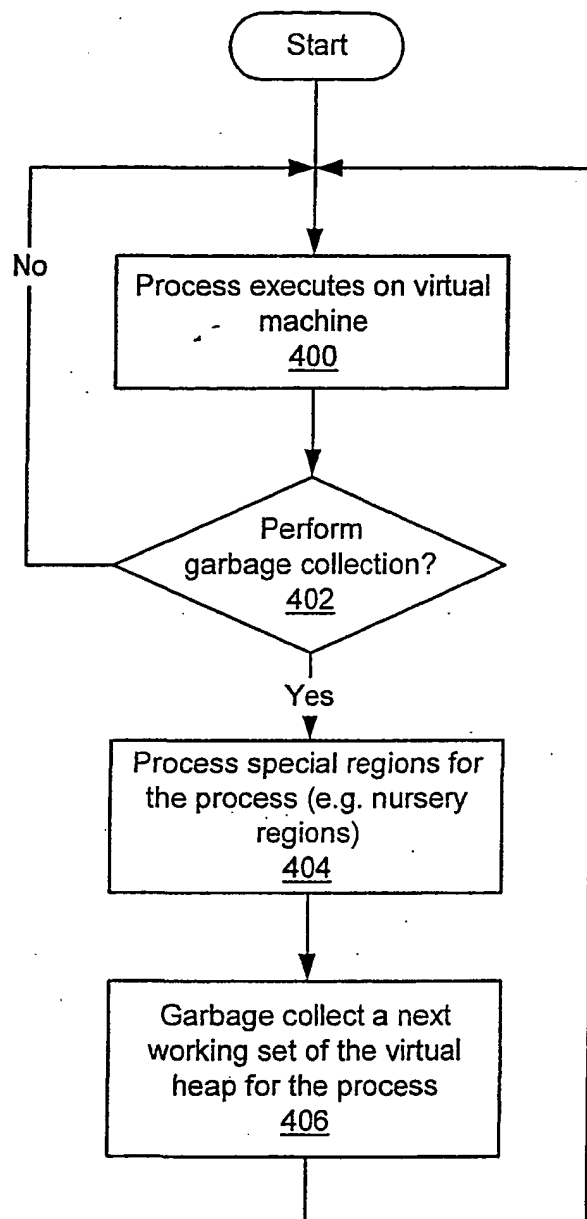 Start
No
Process executes on virtual
machine
400
Perform
garbage collection?
402
Yes
Process special regions for
the process (e.g. nursery
regions)
404
Garbage collect a next
working set of the virtual
heap for the process
406